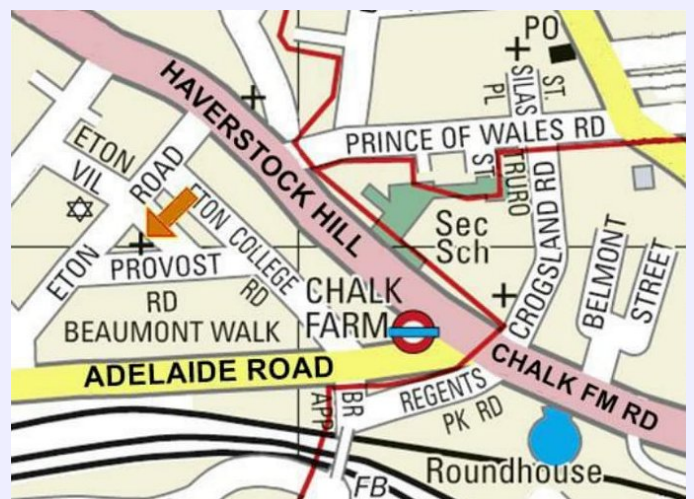 PO
HAVERSTOCK HILL
ST. SILAS
PL
PRINCE OF WALES RD
ETON
VIL
ETON ROAD
TRURO
ST
CROGSLAND RD
ETON COLLEGE
RD
Sec
Sch
BELMONT
STREET
PROVOST
RD
CHALK
FARM
BEAUMONT WALK
ADELAIDE ROAD
CHALK FM RD
REGENTS
PK RD
BR
APP
Roundhouse
FB